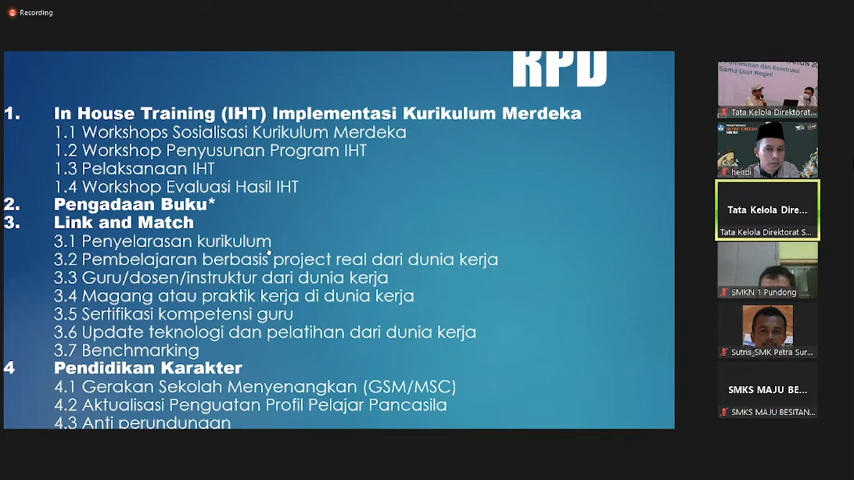 Recording
RPD
1. In House Training (IHT) Implementasi Kurikulum Merdeka
1.1 Workshops Sosialisasi Kurikulum Merdeka
1.2 Workshop Penyusunan Program IHT
1.3 Pelaksanaan IHT
1.4 Workshop Evaluasi Hasil IHT
2. Pengadaan Buku*
3. Link and Match
3.1 Penyelarasan kurikulum
3.2 Pembelajaran berbasis project real dari dunia kerja
3.3 Guru/dosen/instruktur dari dunia kerja
3.4 Magang atau praktik kerja di dunia kerja
3.5 Sertifikasi kompetensi guru
3.6 Update teknologi dan pelatihan dari dunia kerja
3.7 Benchmarking
4 Pendidikan Karakter
4.1 Gerakan Sekolah Menyenangkan (GSM/MSC)
4.2 Aktualisasi Penguatan Profil Pelajar Pancasila
4.3 Anti perundungan
dan Konstruksi
Luar Negeri
Tata Kelola Direktorat...
hendi
Tata Kelola Dire...
Tata Kelola Direktorat S...
SMKN 1 Pundong
Sutris_SMK Petra Sur...
SMKS MAJU BE...
SMKS MAJU BESITAN...